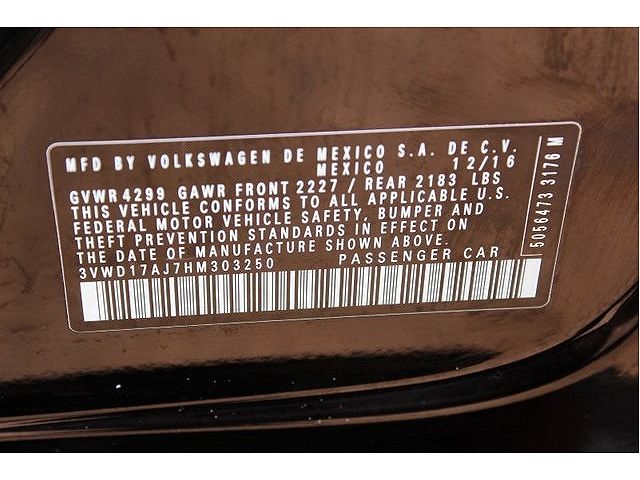 MFD BY VOLKSWAGEN DE MEXICO S.A. DE C.V.
MEXICO 12/16
GVWR 4299 GAWR FRONT 2227 / REAR 2183 LBS
THIS VEHICLE CONFORMS TO ALL APPLICABLE U.S.
FEDERAL MOTOR VEHICLE SAFETY, BUMPER AND
THEFT PREVENTION STANDARDS IN EFFECT ON
THE DATE OF MANUFACTURE SHOWN ABOVE.
3VWD17AJ7HM303250 PASSENGER CAR
5056473 3176 M